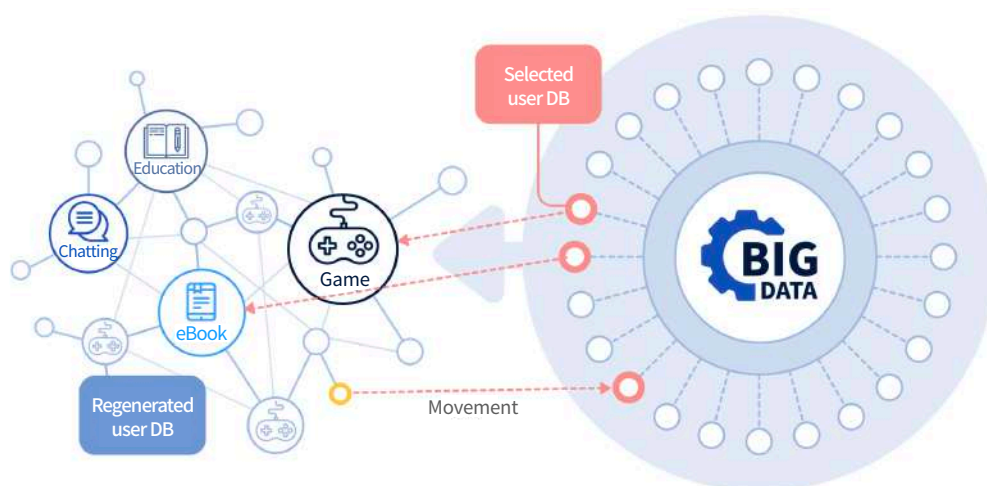 Selected
user DB
Education
Chatting
Game
eBook
BIG
DATA
Regenerated
user DB
Movement